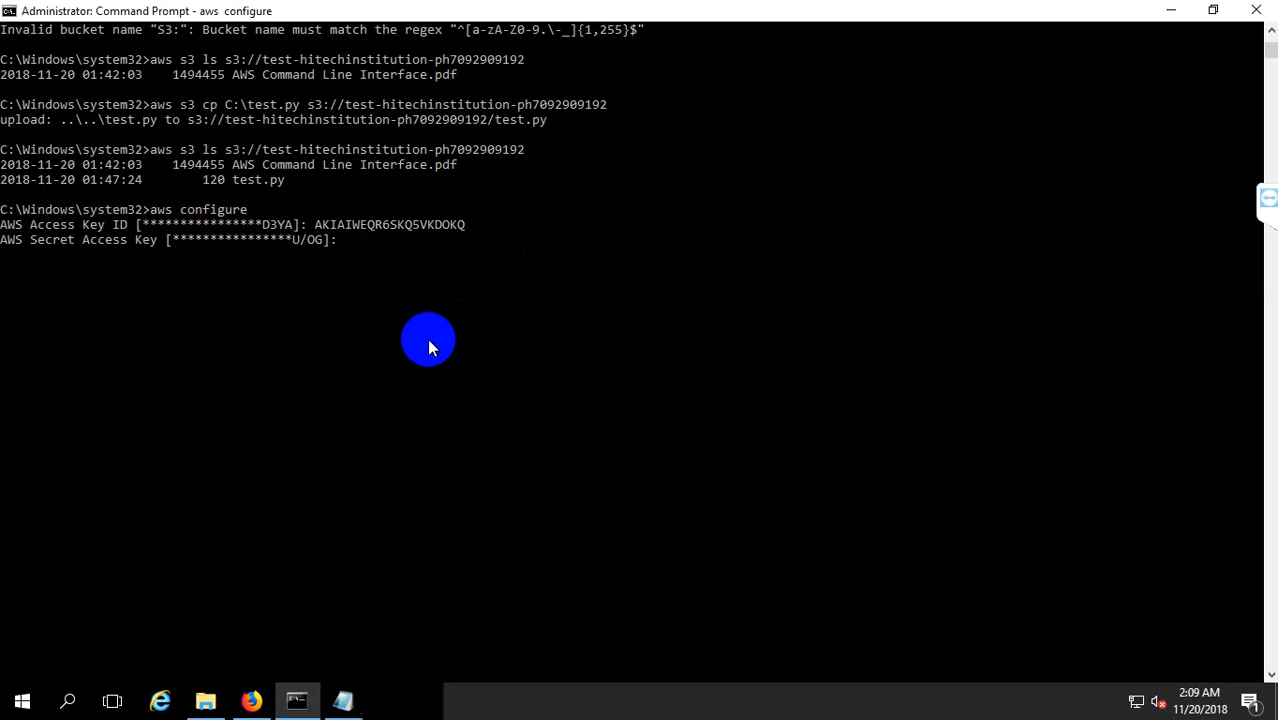 Administrator: Command Prompt - aws  configure
Invalid bucket name "S3:": Bucket name must match the regex "^[a-zA-Z0-9.\-_]{1,255}$"
C:\Windows\system32>aws s3 ls s3://test-hitechinstitution-ph7092909192
2018-11-20 01:42:03    1494455 AWS Command Line Interface.pdf
C:\Windows\system32>aws s3 cp C:\test.py s3://test-hitechinstitution-ph7092909192
upload: ..\..\test.py to s3://test-hitechinstitution-ph7092909192/test.py
C:\Windows\system32>aws s3 ls s3://test-hitechinstitution-ph7092909192
2018-11-20 01:42:03    1494455 AWS Command Line Interface.pdf
2018-11-20 01:47:24        120 test.py
C:\Windows\system32>aws configure
AWS Access Key ID [****************D3YA]: AKIAIWEQR6SKQ5VKDOKQ
AWS Secret Access Key [****************U/OG]:
2:09 AM
11/20/2018
1